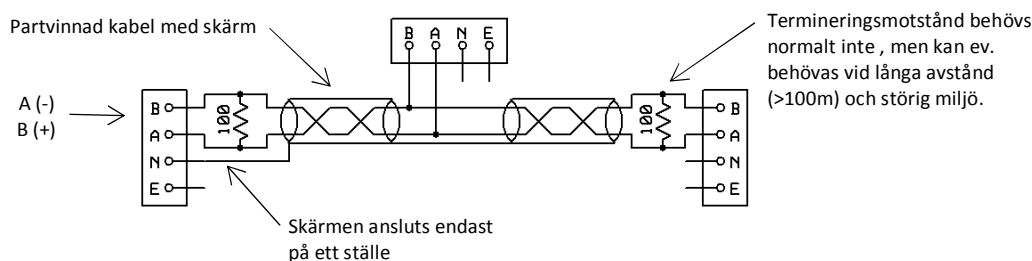 Partvinnad kabel med skärm
B A N E
Termineringsmotstånd behövs
normalt inte , men kan ev.
behövas vid långa avstånd
(>100m) och störig miljö.
A (-)
B (+)
B
A
N
E
100
100
B
A
N
E
Skärmen ansluts endast
på ett ställe